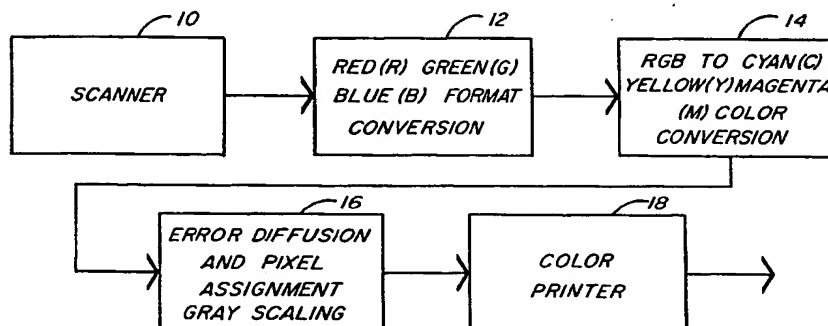 10
SCANNER
12
RED(R) GREEN(G)
BLUE(B) FORMAT
CONVERSION
14
RGB TO CYAN(C)
YELLOW(Y) MAGENTA
(M) COLOR
CONVERSION
16
ERROR DIFFUSION
AND PIXEL
ASSIGNMENT
GRAY SCALING
18
COLOR
PRINTER